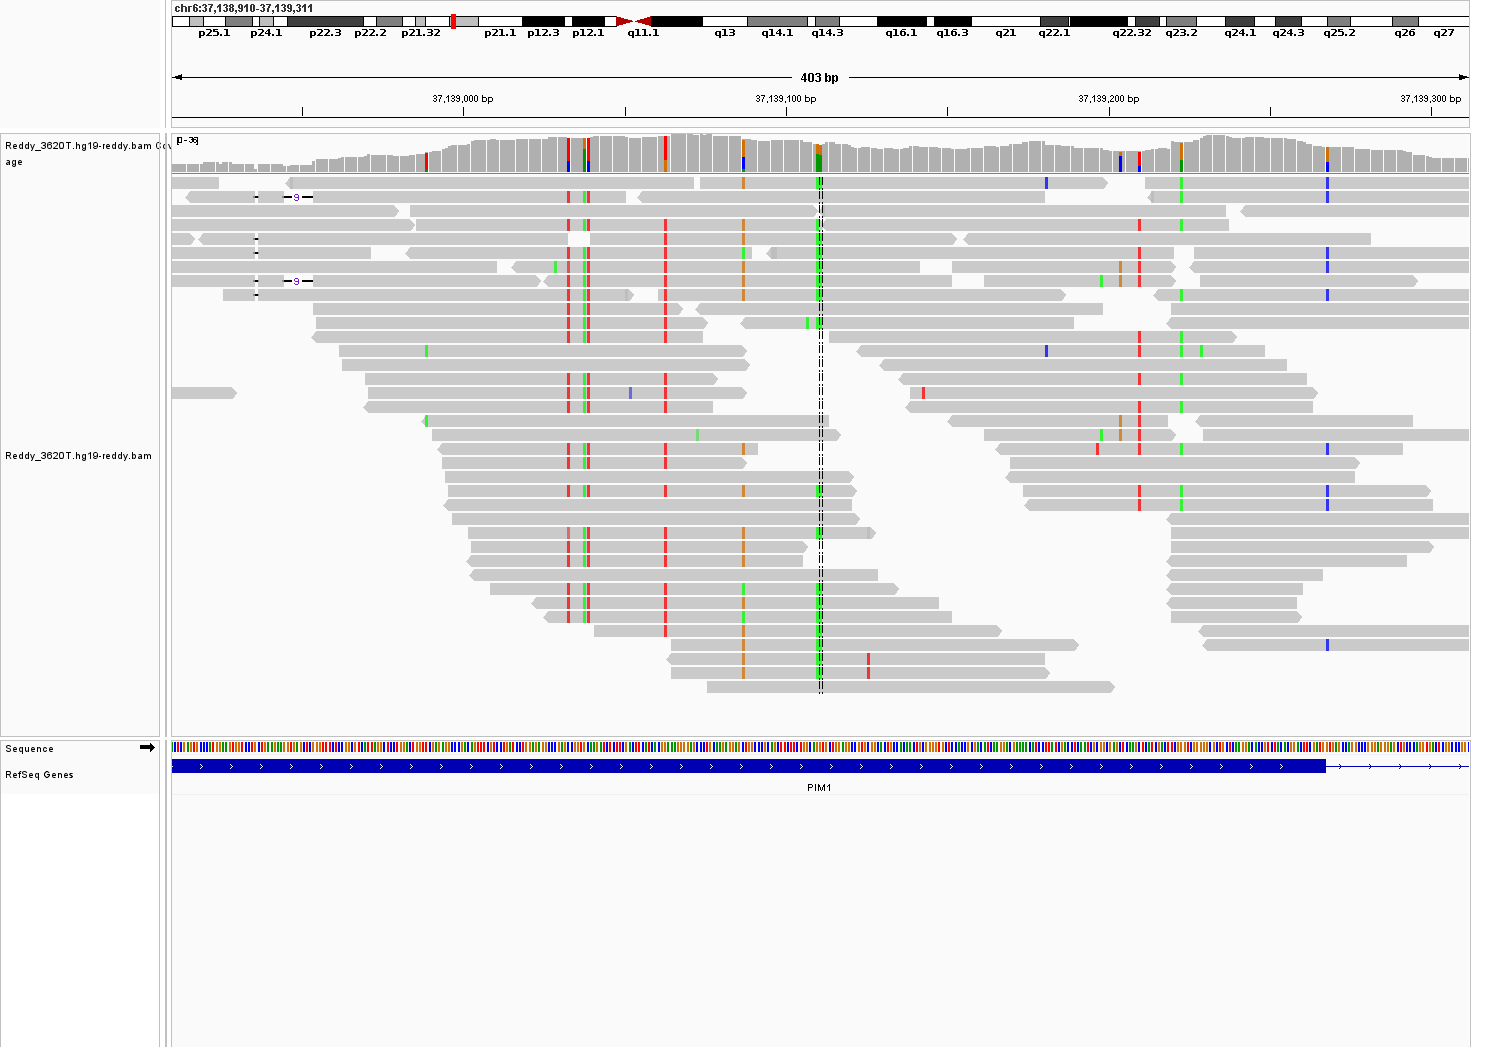 chr6:37,138,910-37,139,311
p25.1 p24.1 p22.3 p22.2 p21.32 p21.1 p12.3 p12.1 q11.1 q13 q14.1 q14.3 q16.1 q16.3 q21 q22.1 q22.32 q23.2 q24.1 q24.3 q25.2 q26 q27
403 bp
37,139,000 bp 37,139,100 bp 37,139,200 bp 37,139,300 bp
[0-36]
Reddy_3620T.hg19-reddy.bam Cov
age
9
9
Reddy_3620T.hg19-reddy.bam
Sequence
RefSeq Genes
PIM1